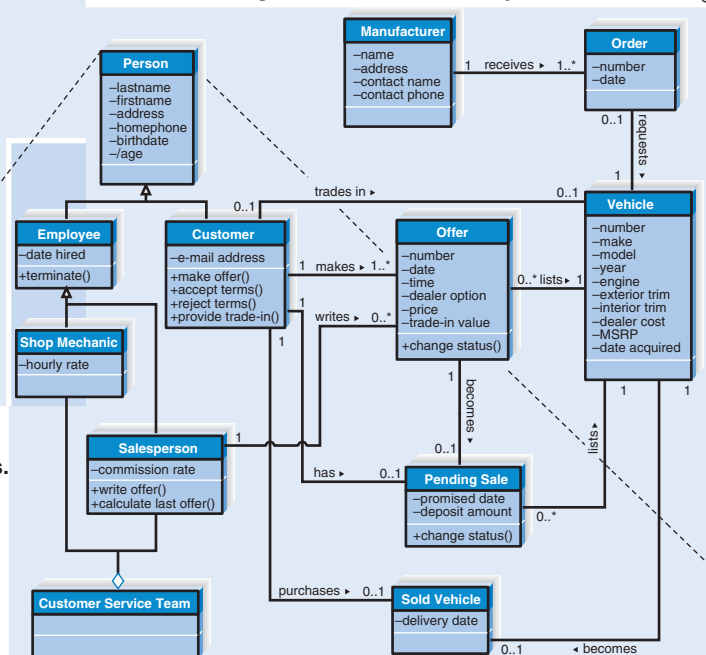 Manufacturer
–name
–address
–contact name
–contact phone
1 receives ▸ 1..*
Order
–number
–date
0..1
requests ▸
1
Person
–lastname
–firstname
–address
–homephone
–birthdate
–/age
trades in ▸
0..1
0..1
Employee
–date hired
+terminate()
Customer
–e-mail address
+make offer()
+accept terms()
+reject terms()
+provide trade-in()
1 makes ▸ 1..*
1
writes ▸ 0..*
1
Offer
–number
–date
–time
–dealer option
–price
–trade-in value
+change status()
0..* lists ▸ 1
Vehicle
–number
–make
–model
–year
–engine
–exterior trim
–interior trim
–dealer cost
–MSRP
–date acquired
1
1
Shop Mechanic
–hourly rate
1
becomes ▸
0..1
lists ▸
Salesperson
–commission rate
+write offer()
+calculate last offer()
1
s.
has ▸ 0..1
Pending Sale
–promised date
–deposit amount
+change status()
0..*
Customer Service Team
purchases ▸ 0..1
Sold Vehicle
–delivery date
0..1
◂ becomes